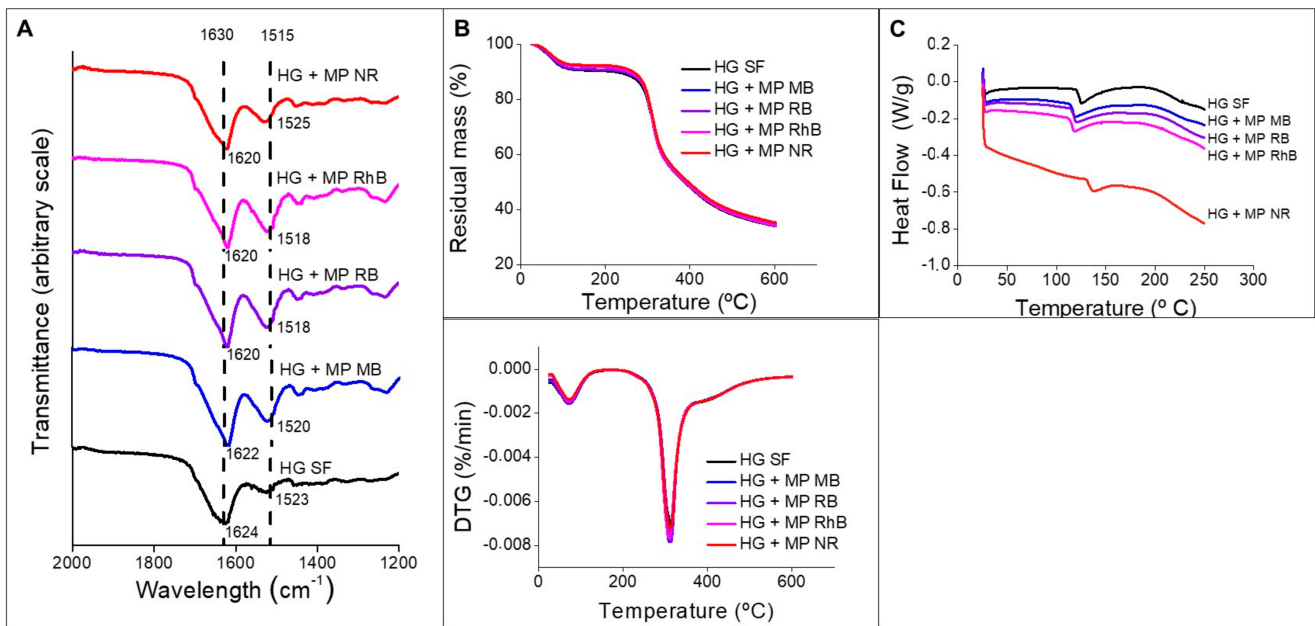 A
1630 1515
HG + MP NR
1525
1620
HG + MP RhB
1518
1620
HG + MP RB
1518
1620
HG + MP MB
1520
1622
HG SF
1523
1624
Transmittance (arbitrary scale)
2000 1800 1600 1400 1200
Wavelength (cm⁻¹)
B
100
80
60
40
20
Residual mass (%)
HG SF
HG + MP MB
HG + MP RB
HG + MP RhB
HG + MP NR
0 200 400 600
Temperature (ºC)
C
0.2
0.0
-0.2
-0.4
-0.6
-0.8
-1.0
Heat Flow (W/g)
HG SF
HG + MP MB
HG + MP RB
HG + MP RhB
HG + MP NR
0 50 100 150 200 250 300
Temperature (º C)
0.000
-0.002
-0.004
-0.006
-0.008
DTG (%/min)
HG SF
HG + MP MB
HG + MP RB
HG + MP RhB
HG + MP NR
0 200 400 600
Temperature (ºC)